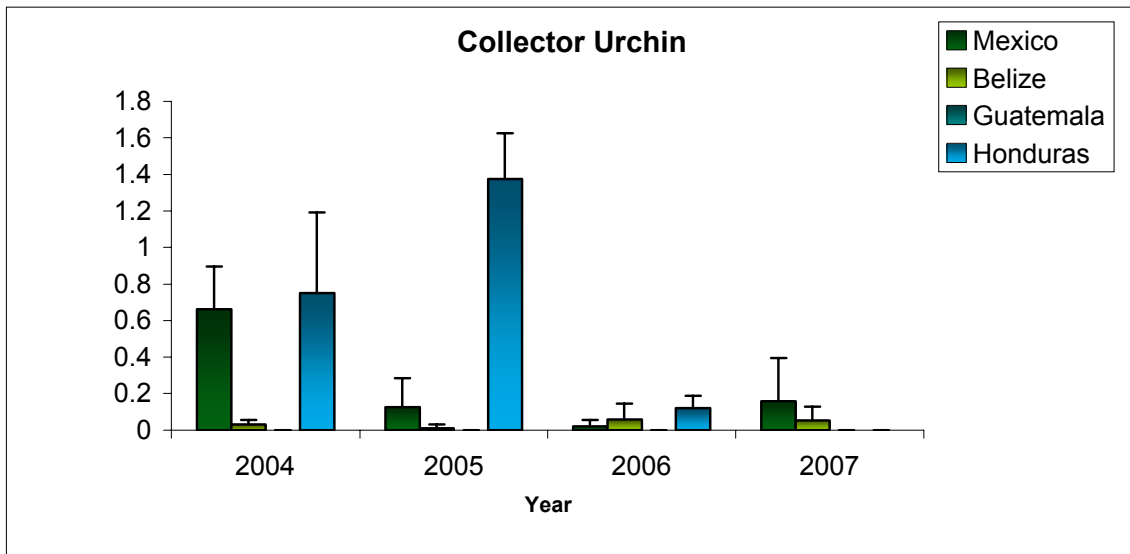 Collector Urchin
Mexico
Belize
Guatemala
Honduras
1.8
1.6
1.4
1.2
1
0.8
0.6
0.4
0.2
0
2004 2005 2006 2007
Year